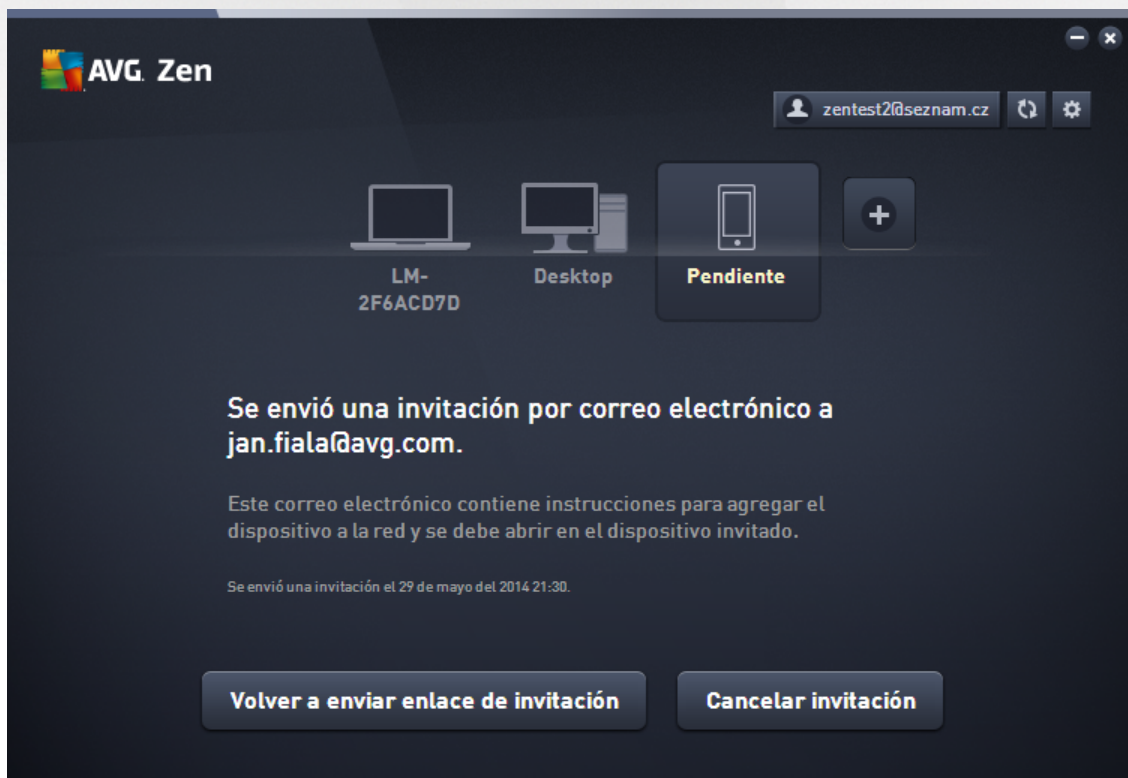 AVG. Zen
zentest2@seznam.cz
LM-
2F6ACD7D
Desktop
Pendiente
Se envió una invitación por correo electrónico a
jan.fiala@avg.com.
Este correo electrónico contiene instrucciones para agregar el
dispositivo a la red y se debe abrir en el dispositivo invitado.
Se envió una invitación el 29 de mayo del 2014 21:30.
Volver a enviar enlace de invitación
Cancelar invitación